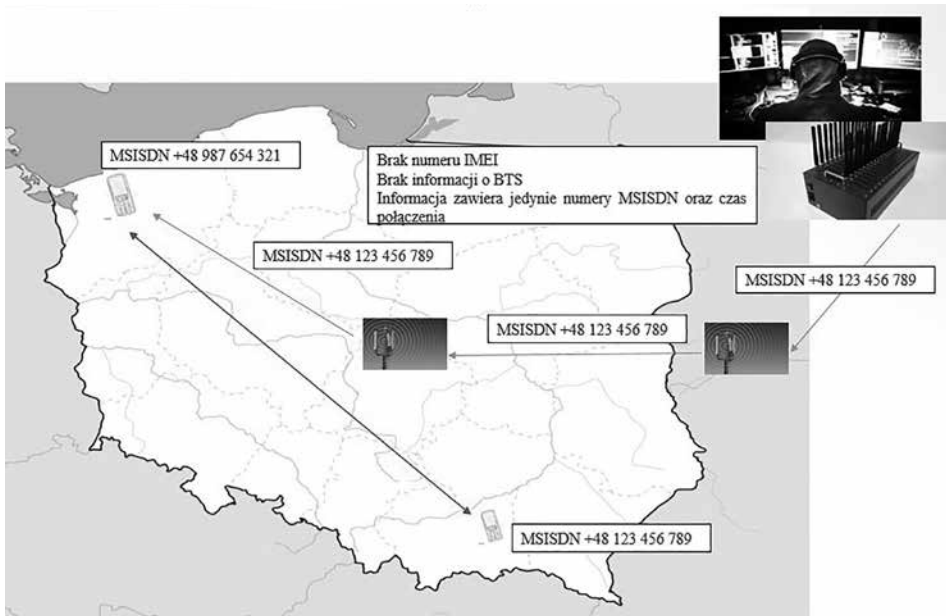 MSISDN +48 987 654 321
Brak numeru IMEI
Brak informacji o BTS
Informacja zawiera jedynie numery MSISDN oraz czas
połączenia
MSISDN +48 123 456 789
MSISDN +48 123 456 789
MSISDN +48 123 456 789
MSISDN +48 123 456 789